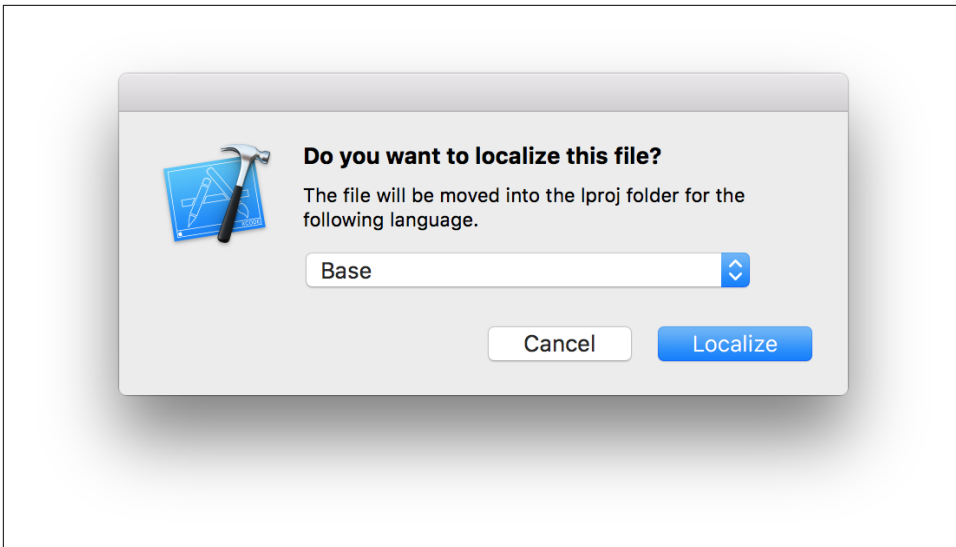 Do you want to localize this file?
The file will be moved into the lproj folder for the
following language.
XCODE
Base
Cancel
Localize